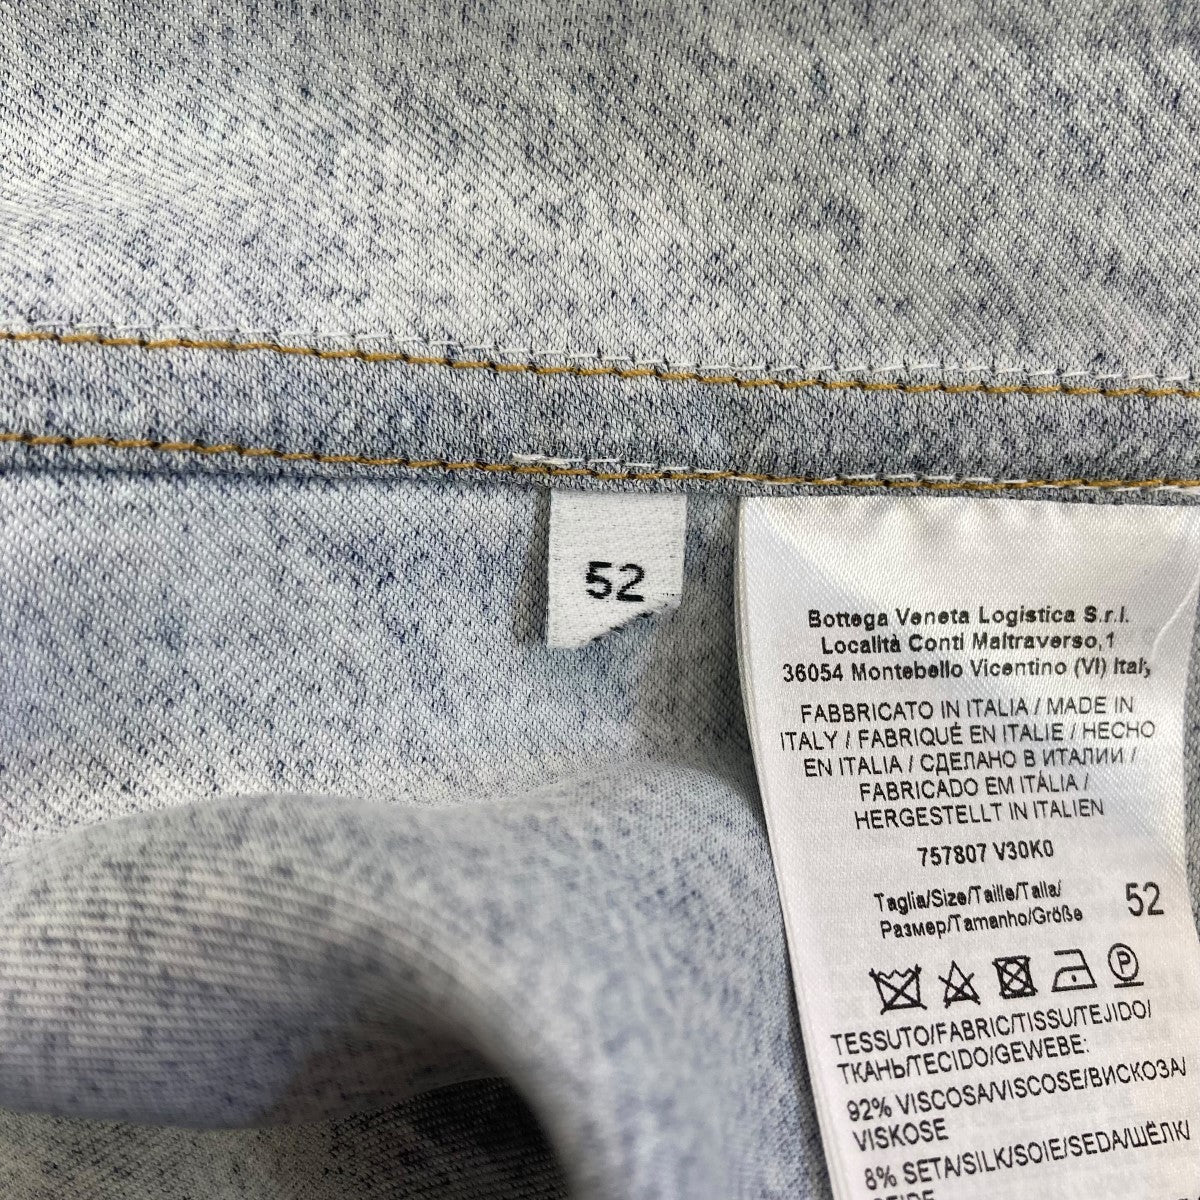 52
Bottega Veneta Logistica S.r.l.
Località Conti Maltraverso,1
36054 Montebello Vicentino (VI) Italy
FABBRICATO IN ITALIA / MADE IN
ITALY / FABRIQUÉ EN ITALIE / HECHO
EN ITALIA / СДЕЛАНО В ИТАЛИИ /
FABRICADO EM ITÁLIA /
HERGESTELLT IN ITALIEN
757807 V30K0
Taglia/Size/Taille/Talla/
Размер/Tamanho/Größe 52
P
TESSUTO/FABRIC/TISSU/TEJIDO/
ТКАНЬ/TECIDO/GEWEBE:
92% VISCOSA/VISCOSE/ВИСКОЗА/
VISKOSE
8% SETA/SILK/SOIE/SEDA/ШЁЛК/